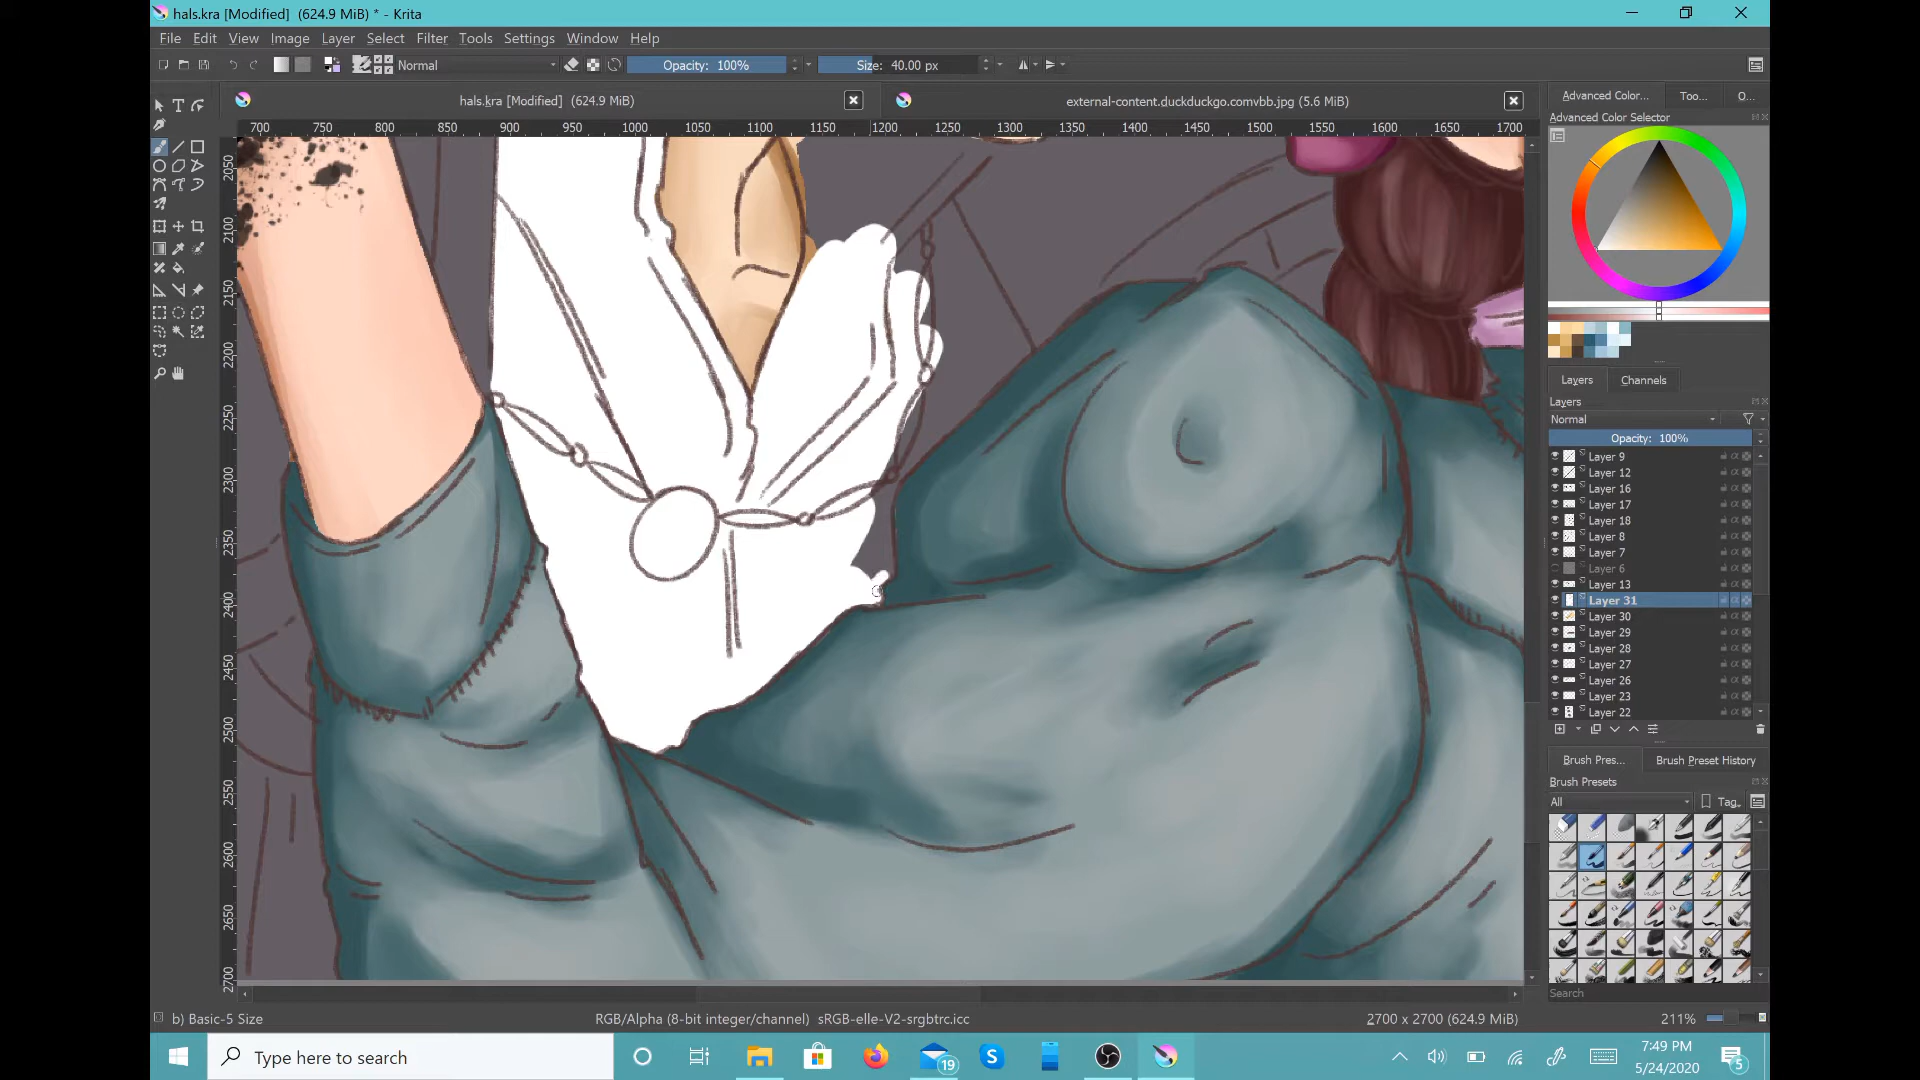 hals.kra [Modified]  (624.9 MiB) * - Krita
File Edit View Image Layer Select Filter Tools Settings Window Help
Normal Opacity: 100% Size: 40.00 px
hals.kra [Modified]  (624.9 MiB) external-content.duckduckgo.comvbb.jpg (5.6 MiB)
Advanced Color... Too... O...
Advanced Color Selector
700 750 800 850 900 950 1000 1050 1100 1150 1200 1250 1300 1350 1400 1450 1500 1550 1600 1650 1700
2050
2100
2150
2200
2250
2300
2350
2400
2450
2500
2550
2600
2650
2700
Layers Channels
Layers
Normal
Opacity: 100%
Layer 9
Layer 12
Layer 16
Layer 17
Layer 18
Layer 8
Layer 7
Layer 6
Layer 13
Layer 31
Layer 30
Layer 29
Layer 28
Layer 27
Layer 26
Layer 23
Layer 22
Brush Pres... Brush Preset History
Brush Presets
All Tag
Search
b) Basic-5 Size RGB/Alpha (8-bit integer/channel)  sRGB-elle-V2-srgbtrc.icc 2700 x 2700 (624.9 MiB) 211%
Type here to search 19 7:49 PM
5/24/2020 5